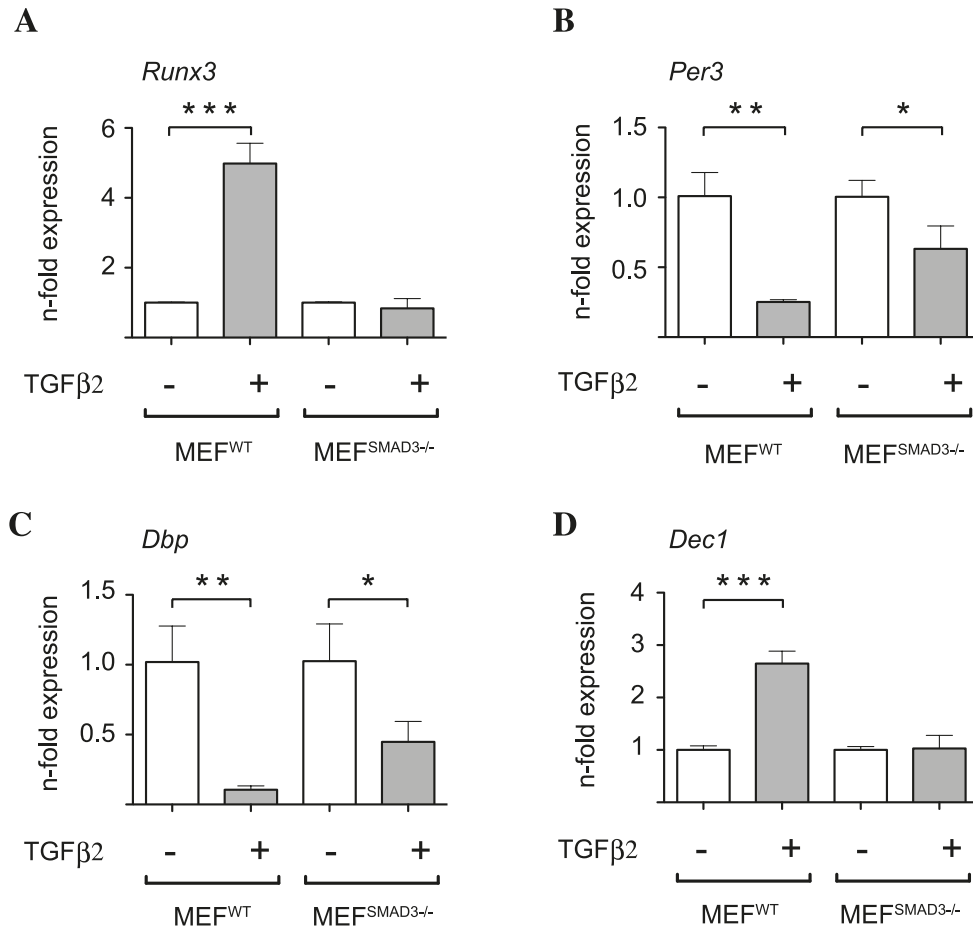 A
Runx3
* * *
n-fold expression
6
4
2
TGFβ2
- + - +
MEF^WT MEF^SMAD3-/-
B
Per3
* * *
n-fold expression
1.5
1.0
0.5
- + - +
MEF^WT MEF^SMAD3-/-
C
Dbp
* * *
n-fold expression
1.5
1.0
0.5
TGFβ2
- + - +
MEF^WT MEF^SMAD3-/-
D
Dec1
* * *
n-fold expression
4
3
2
1
TGFβ2
- + - +
MEF^WT MEF^SMAD3-/-